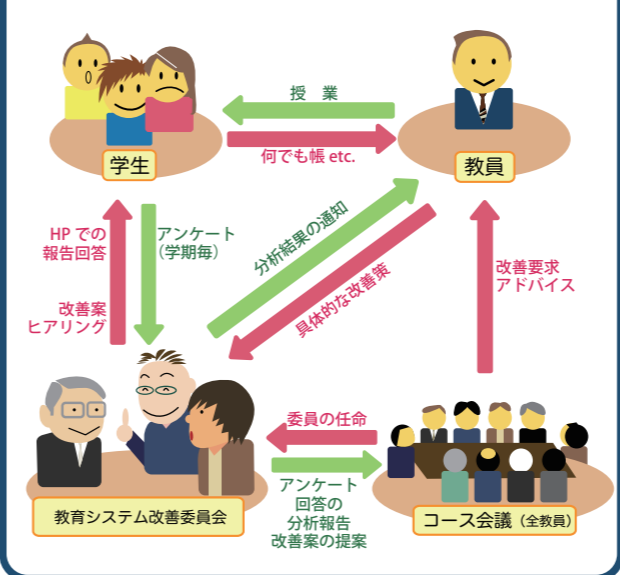 授　業
何でも帳 etc.
学生
教員
HP での
報告回答
改善案
ヒアリング
アンケート
（学期毎）
分析結果の通知
具体的な改善策
改善要求
アドバイス
委員の任命
アンケート
回答の
分析報告
改善案の提案
教育システム改善委員会
コース会議（全教員）